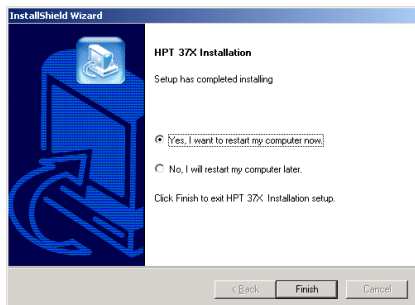 InstallShield Wizard
HPT 37X Installation
Setup has completed installing
Yes, I want to restart my computer now.
No, I will restart my computer later.
Click Finish to exit HPT 37X Installation setup.
< Back Finish Cancel